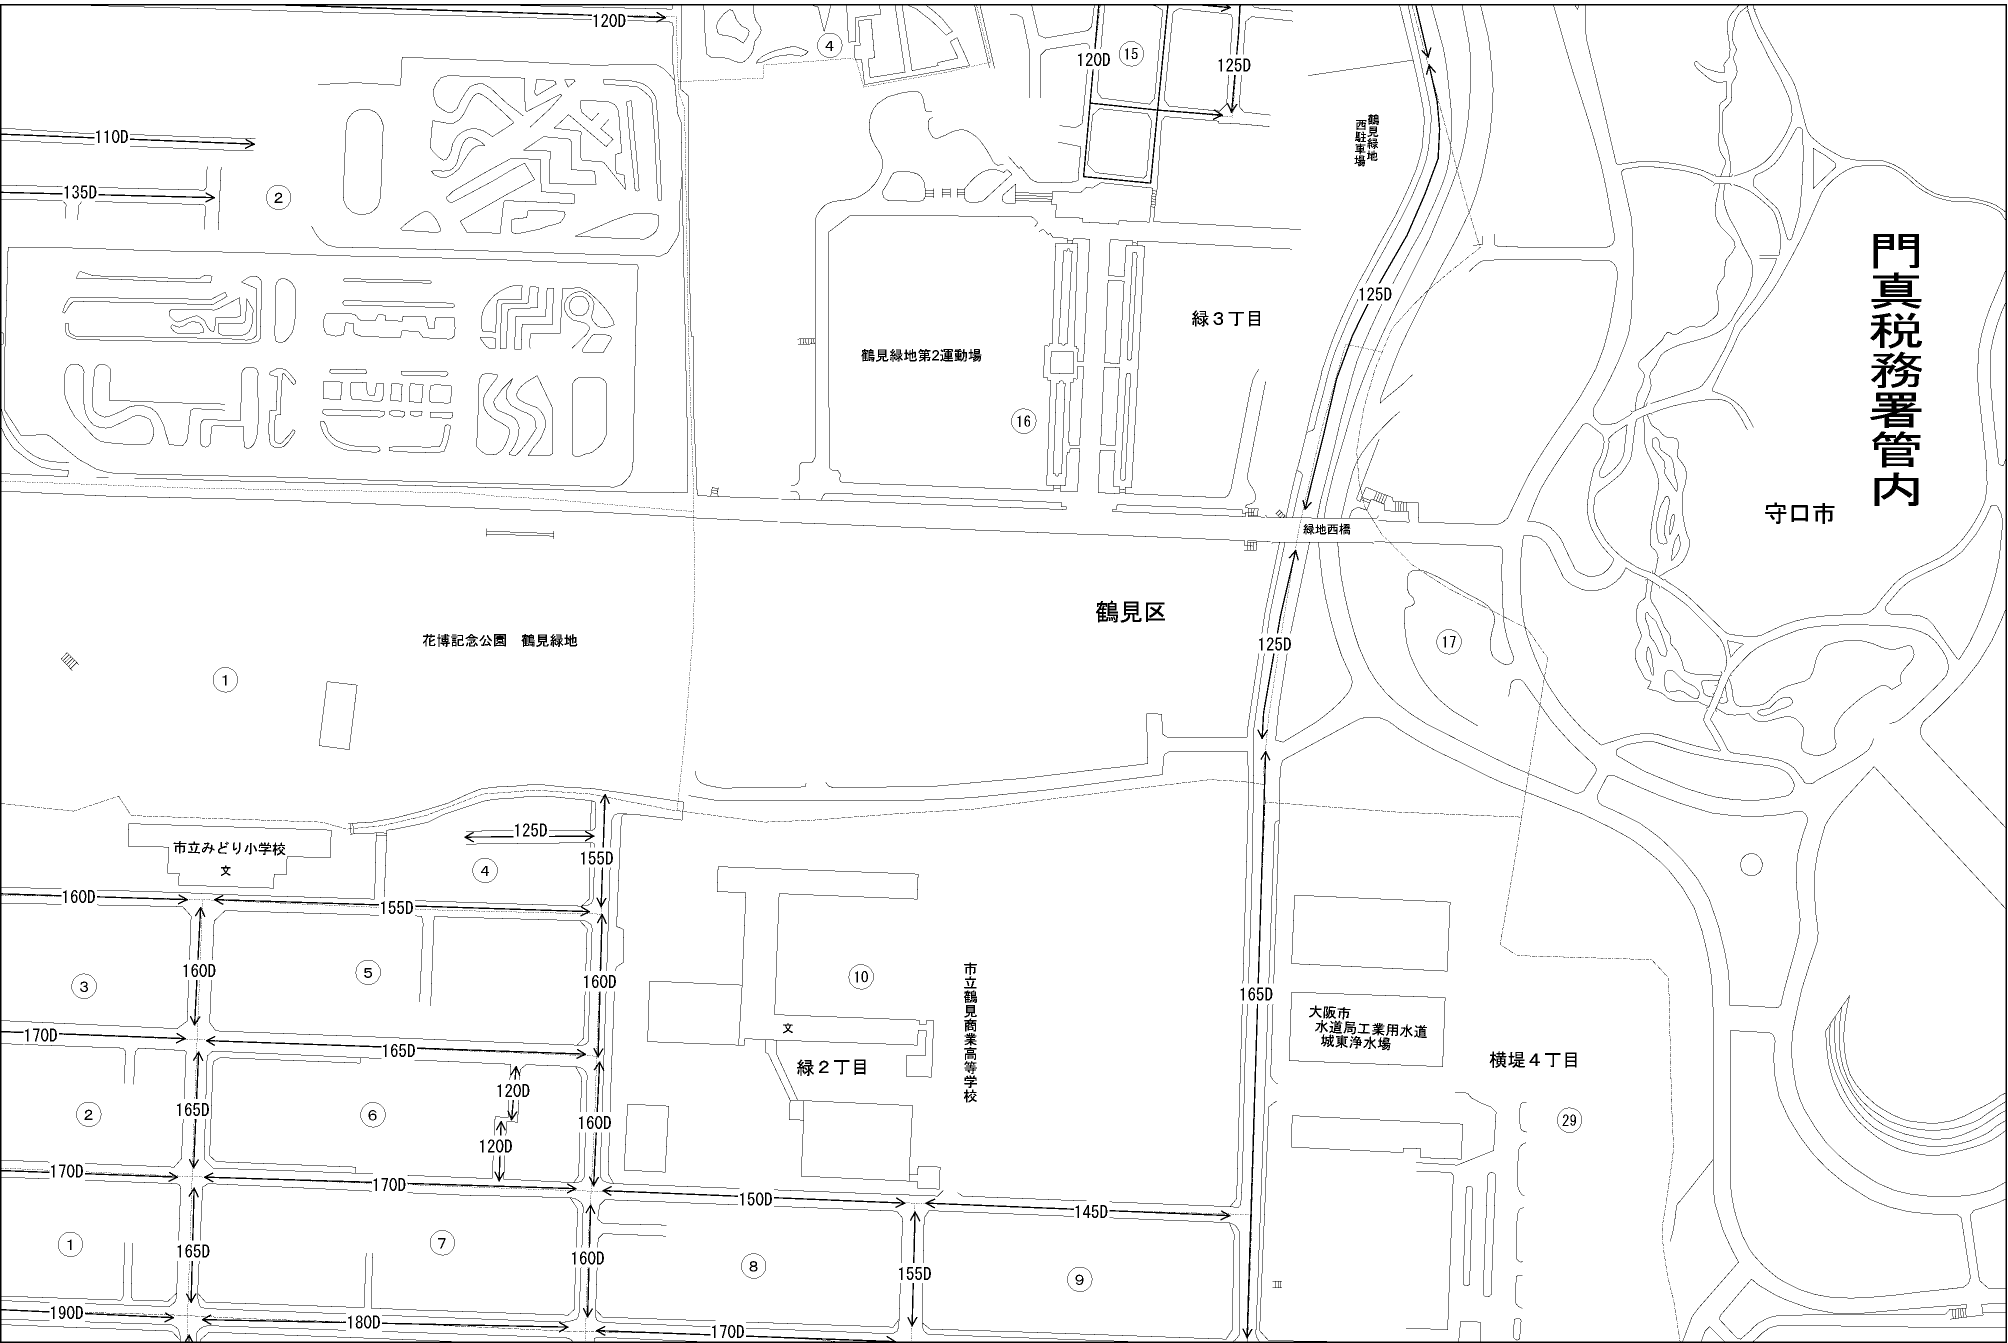 120D
④
120D
⑮
125D
110D
135D
②
鶴見緑地
西駐車場
門真税務署管内
125D
緑３丁目
鶴見緑地第2運動場
⑯
守口市
緑地西橋
鶴見区
花博記念公園　鶴見緑地
125D
⑰
①
125D
市立みどり小学校
文
155D
④
160D
155D
160D
⑤
160D
③
⑩
市立鶴見商業高等学校
165D
大阪市
水道局工業用水道
城東浄水場
文
170D
165D
緑２丁目
横堤４丁目
120D
165D
②
⑥
160D
㉙
120D
170D
170D
150D
145D
①
165D
⑦
160D
⑧
155D
⑨
190D
180D
170D